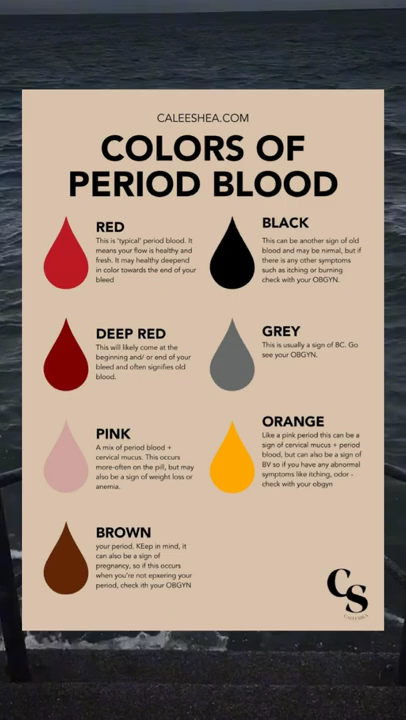 CALEESHEA.COM
COLORS OF
PERIOD BLOOD
RED
This is "typical" period blood. It
means your flow is healthy and
fresh. It may healthy deepend
in color towards the end of your
bleed
DEEP RED
This will likely come at the
beginning and/ or end of your
bleed and often signifies old
blood.
PINK
A mix of period blood +
cervical mucus. This occurs
more-often on the pill, but may
also be a sign of weight loss or
anemia.
BROWN
your period. KEep in mind, it
can also be a sign of
pregnancy, so if this occurs
when you're not epxering your
period, check ith your OBGYN
BLACK
This can be another sign of old
blood and may be nirmal, but if
there is any other symptoms
such as itching or burning
check with your OBGYN.
GREY
This is usually a sign of BC. Go
see your OBGYN.
ORANGE
Like a pink period this can be a
sign of cervical mucus + period
blood, but can also be a sign of
BV so if you have any abnormal
symptoms like itching, odor -
check with your obgyn
CS